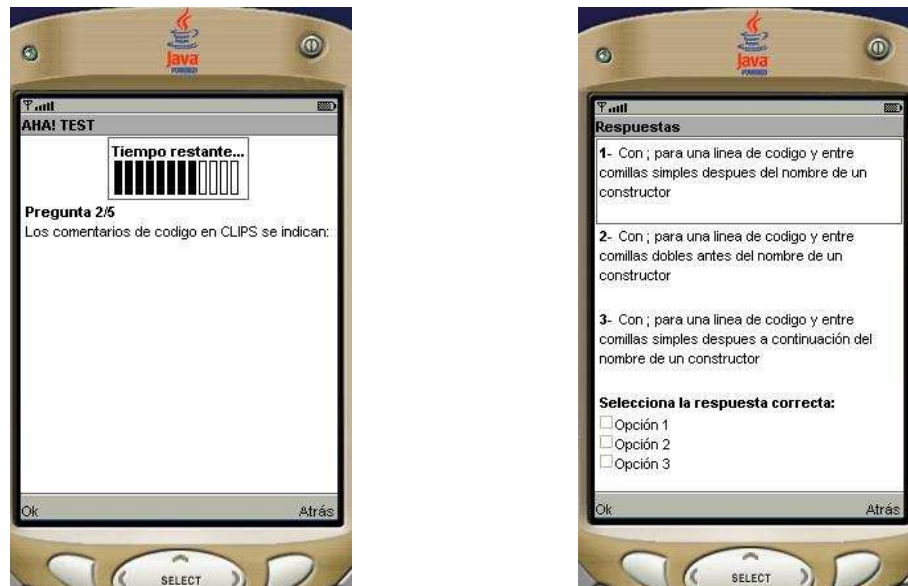 Java
POWERED
AHA! TEST
Tiempo restante...
Pregunta 2/5
Los comentarios de codigo en CLIPS se indican:
Ok
Atrás
SELECT
Java
POWERED
Respuestas
1- Con ; para una linea de codigo y entre
comillas simples despues del nombre de un
constructor
2- Con ; para una linea de codigo y entre
comillas dobles antes del nombre de un
constructor
3- Con ; para una linea de codigo y entre
comillas simples despues a continuación del
nombre de un constructor
Selecciona la respuesta correcta:
Opción 1
Opción 2
Opción 3
Ok
Atrás
SELECT